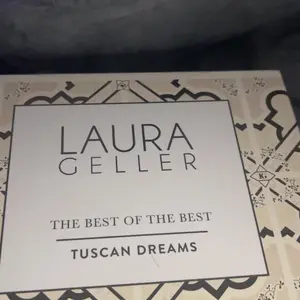 LAURA
GELLER
THE BEST OF THE BEST
TUSCAN DREAMS